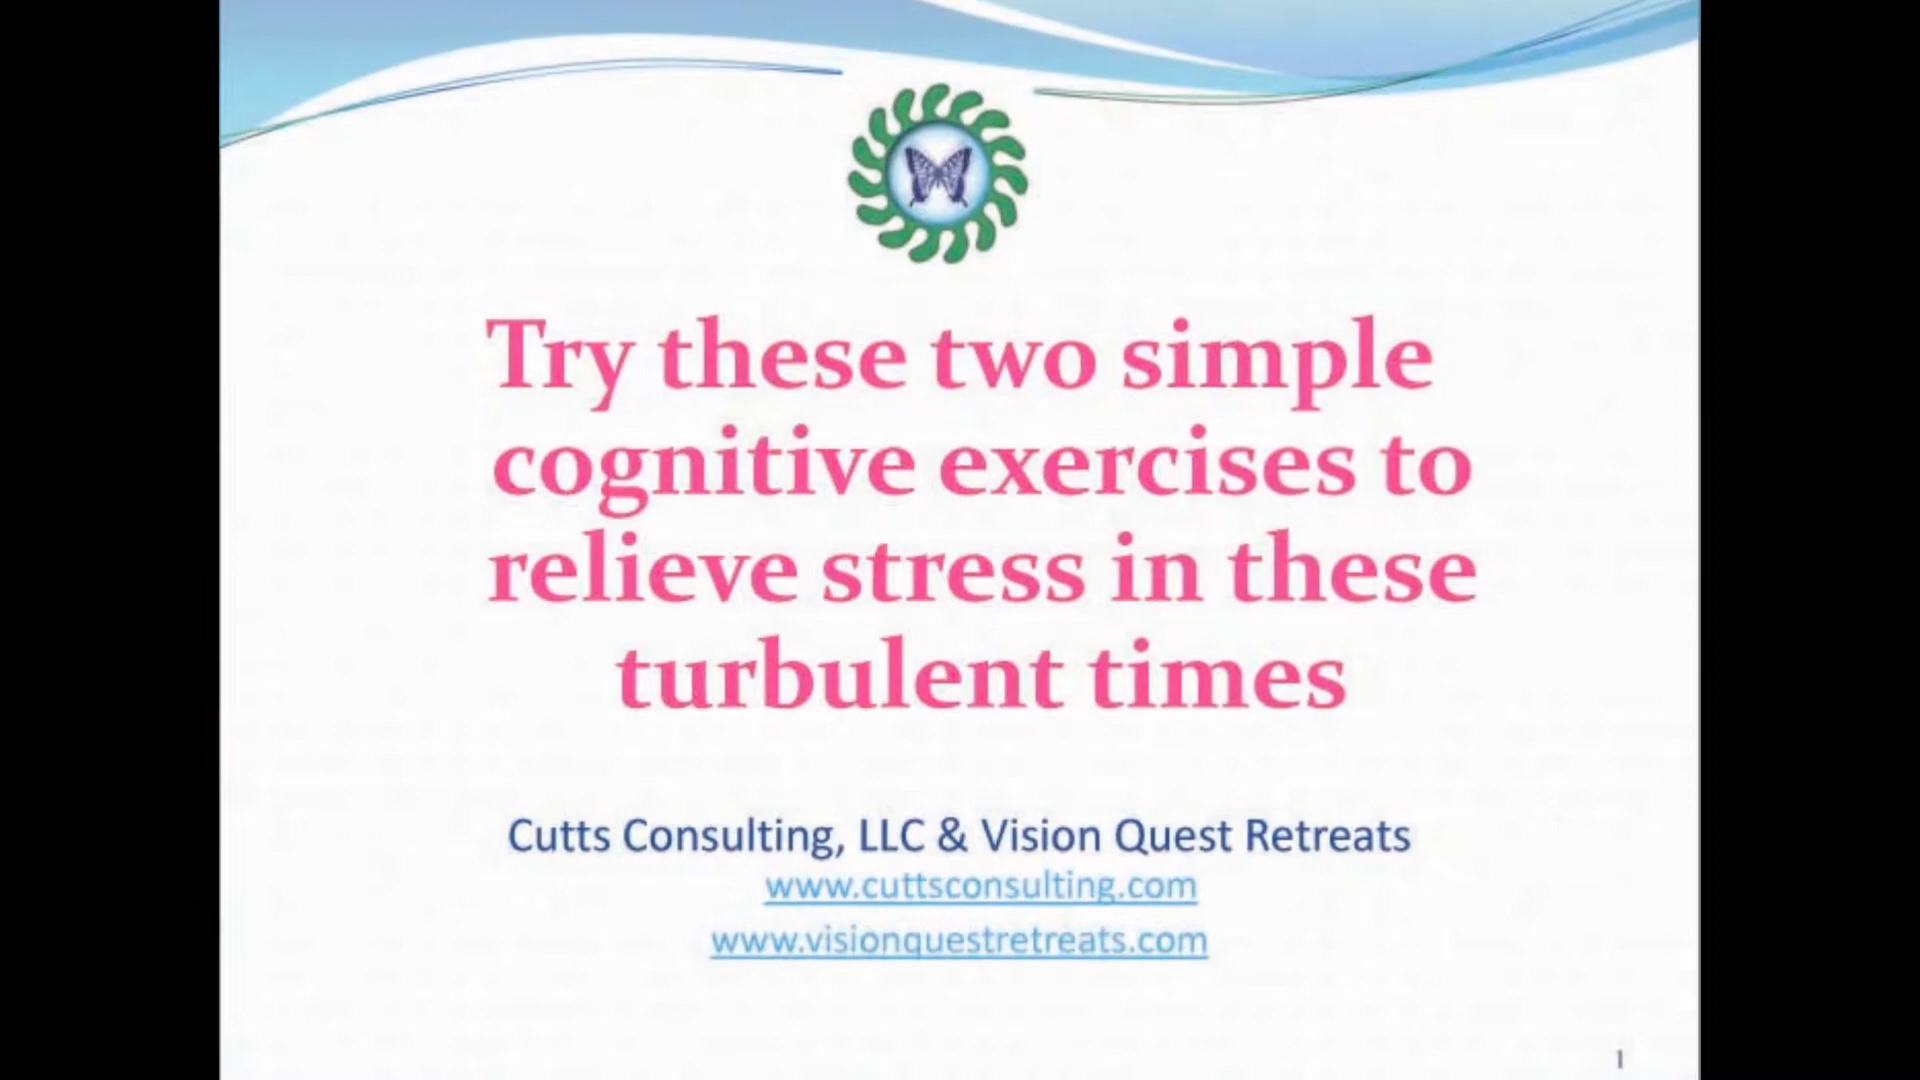 Try these two simple
cognitive exercises to
relieve stress in these
turbulent times
Cutts Consulting, LLC & Vision Quest Retreats
www.cuttsconsulting.com
www.visionquestretreats.com
1